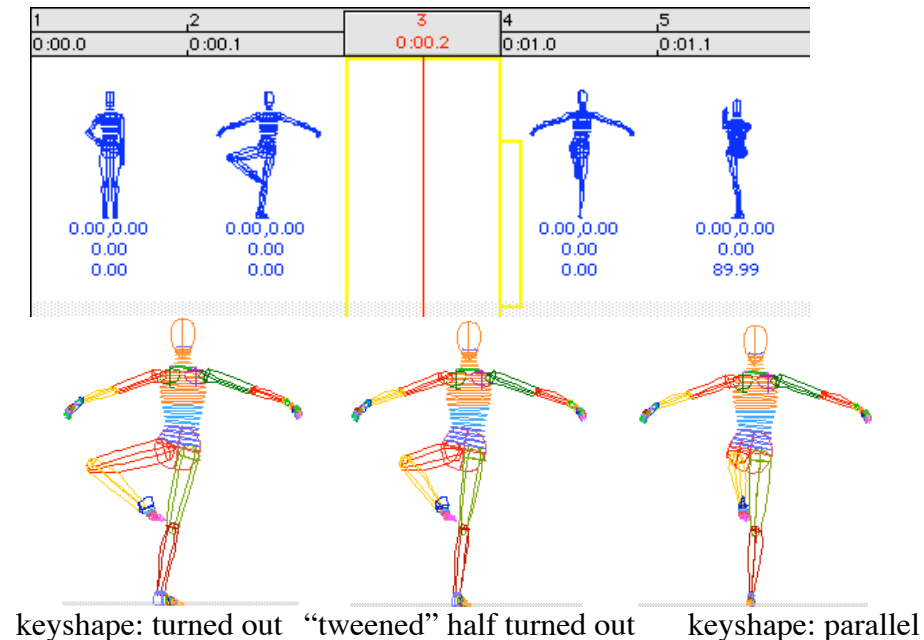 1 2 3 4 5
0:00.0 0:00.1 0:00.2 0:01.0 0:01.1
0.00,0.00 0.00,0.00 0.00,0.00 0.00,0.00
0.00 0.00 0.00 0.00
0.00 0.00 0.00 89.99
keyshape: turned out “tweened” half turned out keyshape: parallel